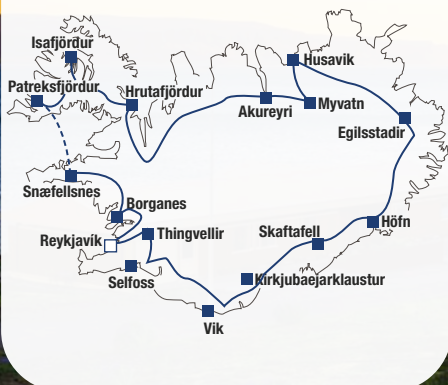 Isafjördur
Husavik
Patreksfjördur
Hrutafjördur
Myvatn
Akureyri
Egilsstadir
Snæfellsnes
Borganes
Höfn
Thingvellir
Skaftafell
Reykjavík
Kirkjubaejarklaustur
Selfoss
Vik